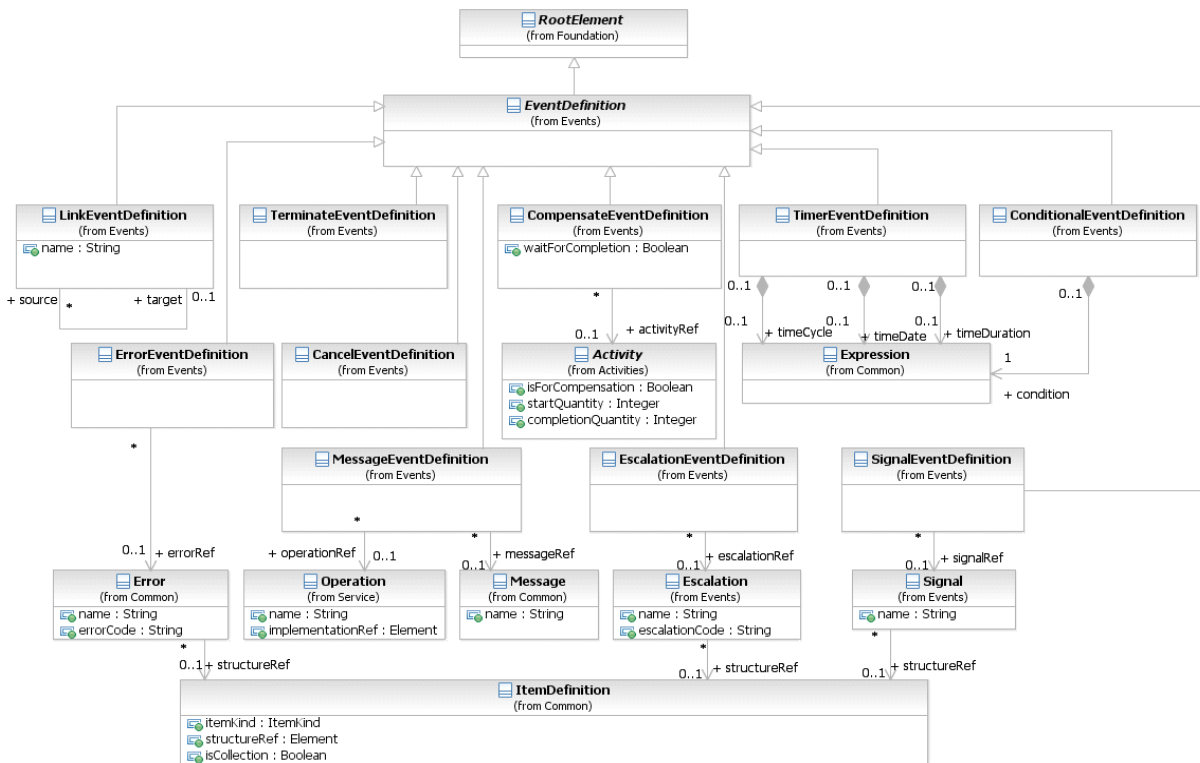 RootElement
(from Foundation)
EventDefinition
(from Events)
LinkEventDefinition
(from Events)
name : String
TerminateEventDefinition
(from Events)
CompensateEventDefinition
(from Events)
waitForCompletion : Boolean
TimerEventDefinition
(from Events)
ConditionalEventDefinition
(from Events)
+ source
*
+ target
0..1
*
0..1
+ activityRef
0..1
0..1
0..1
0..1
0..1
0..1
0..1
+ timeCycle
+ timeDate
+ timeDuration
1
+ condition
ErrorEventDefinition
(from Events)
CancelEventDefinition
(from Events)
Activity
(from Activities)
isForCompensation : Boolean
startQuantity : Integer
completionQuantity : Integer
Expression
(from Common)
*
MessageEventDefinition
(from Events)
EscalationEventDefinition
(from Events)
SignalEventDefinition
(from Events)
*
*
*
*
0..1
+ errorRef
+ operationRef
0..1
0..1
+ messageRef
0..1
+ escalationRef
0..1
+ signalRef
Error
(from Common)
name : String
errorCode : String
Operation
(from Service)
name : String
implementationRef : Element
Message
(from Common)
name : String
Escalation
(from Events)
name : String
escalationCode : String
Signal
(from Events)
name : String
*
*
*
0..1
+ structureRef
0..1
+ structureRef
0..1
+ structureRef
ItemDefinition
(from Common)
itemKind : ItemKind
structureRef : Element
isCollection : Boolean